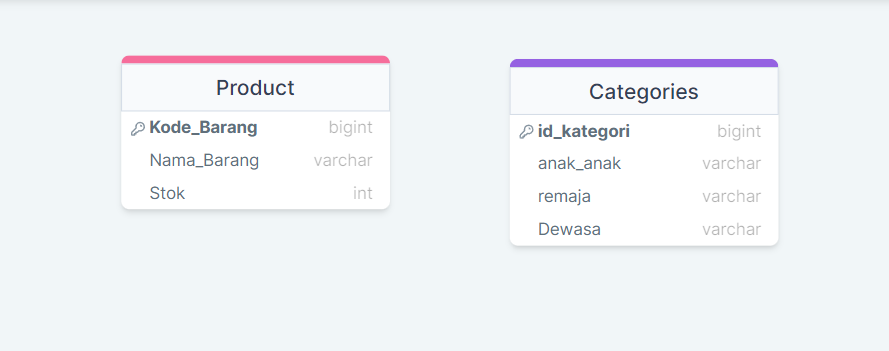 Product
Kode_Barang bigint
Nama_Barang varchar
Stok int
Categories
id_kategori bigint
anak_anak varchar
remaja varchar
Dewasa varchar